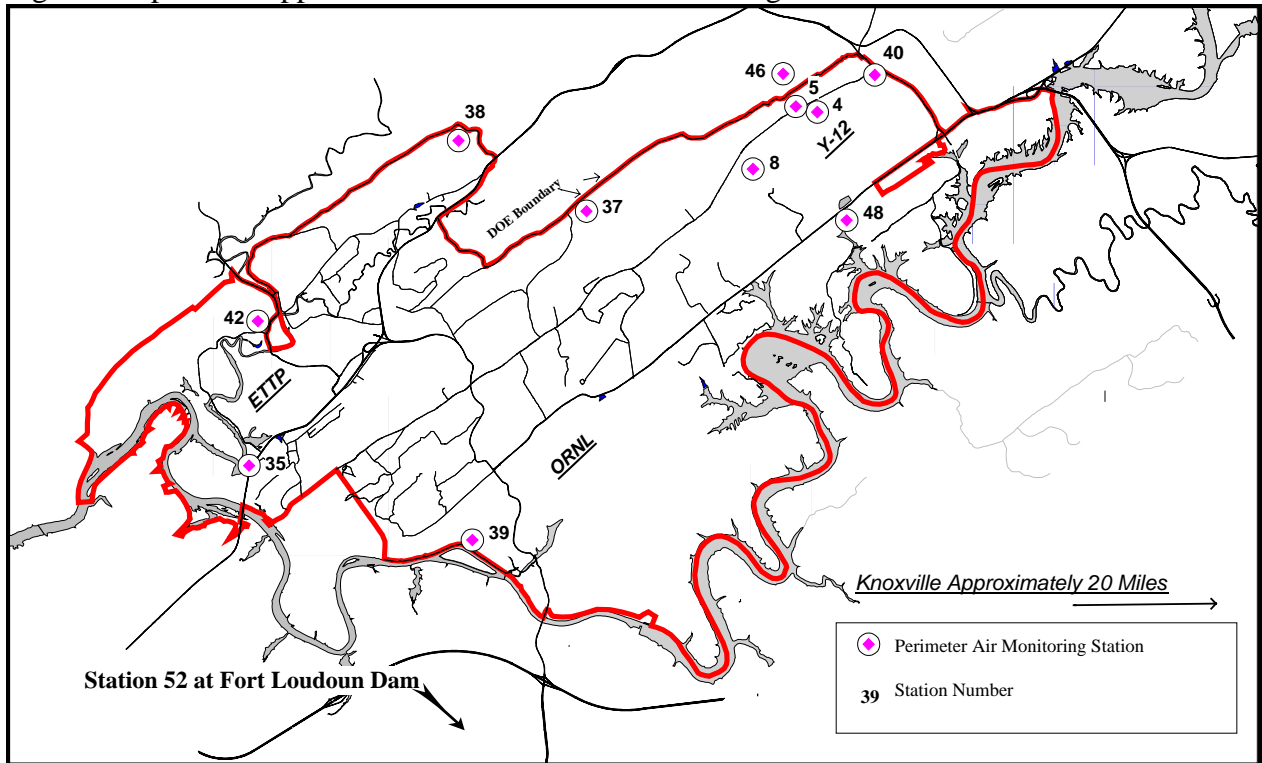 46
40
5
4
38
Y-12
8
DOE Boundary
37
48
42
ETTP
35
ORNL
39
Knoxville Approximately 20 Miles
Perimeter Air Monitoring Station
39 Station Number
Station 52 at Fort Loudoun Dam